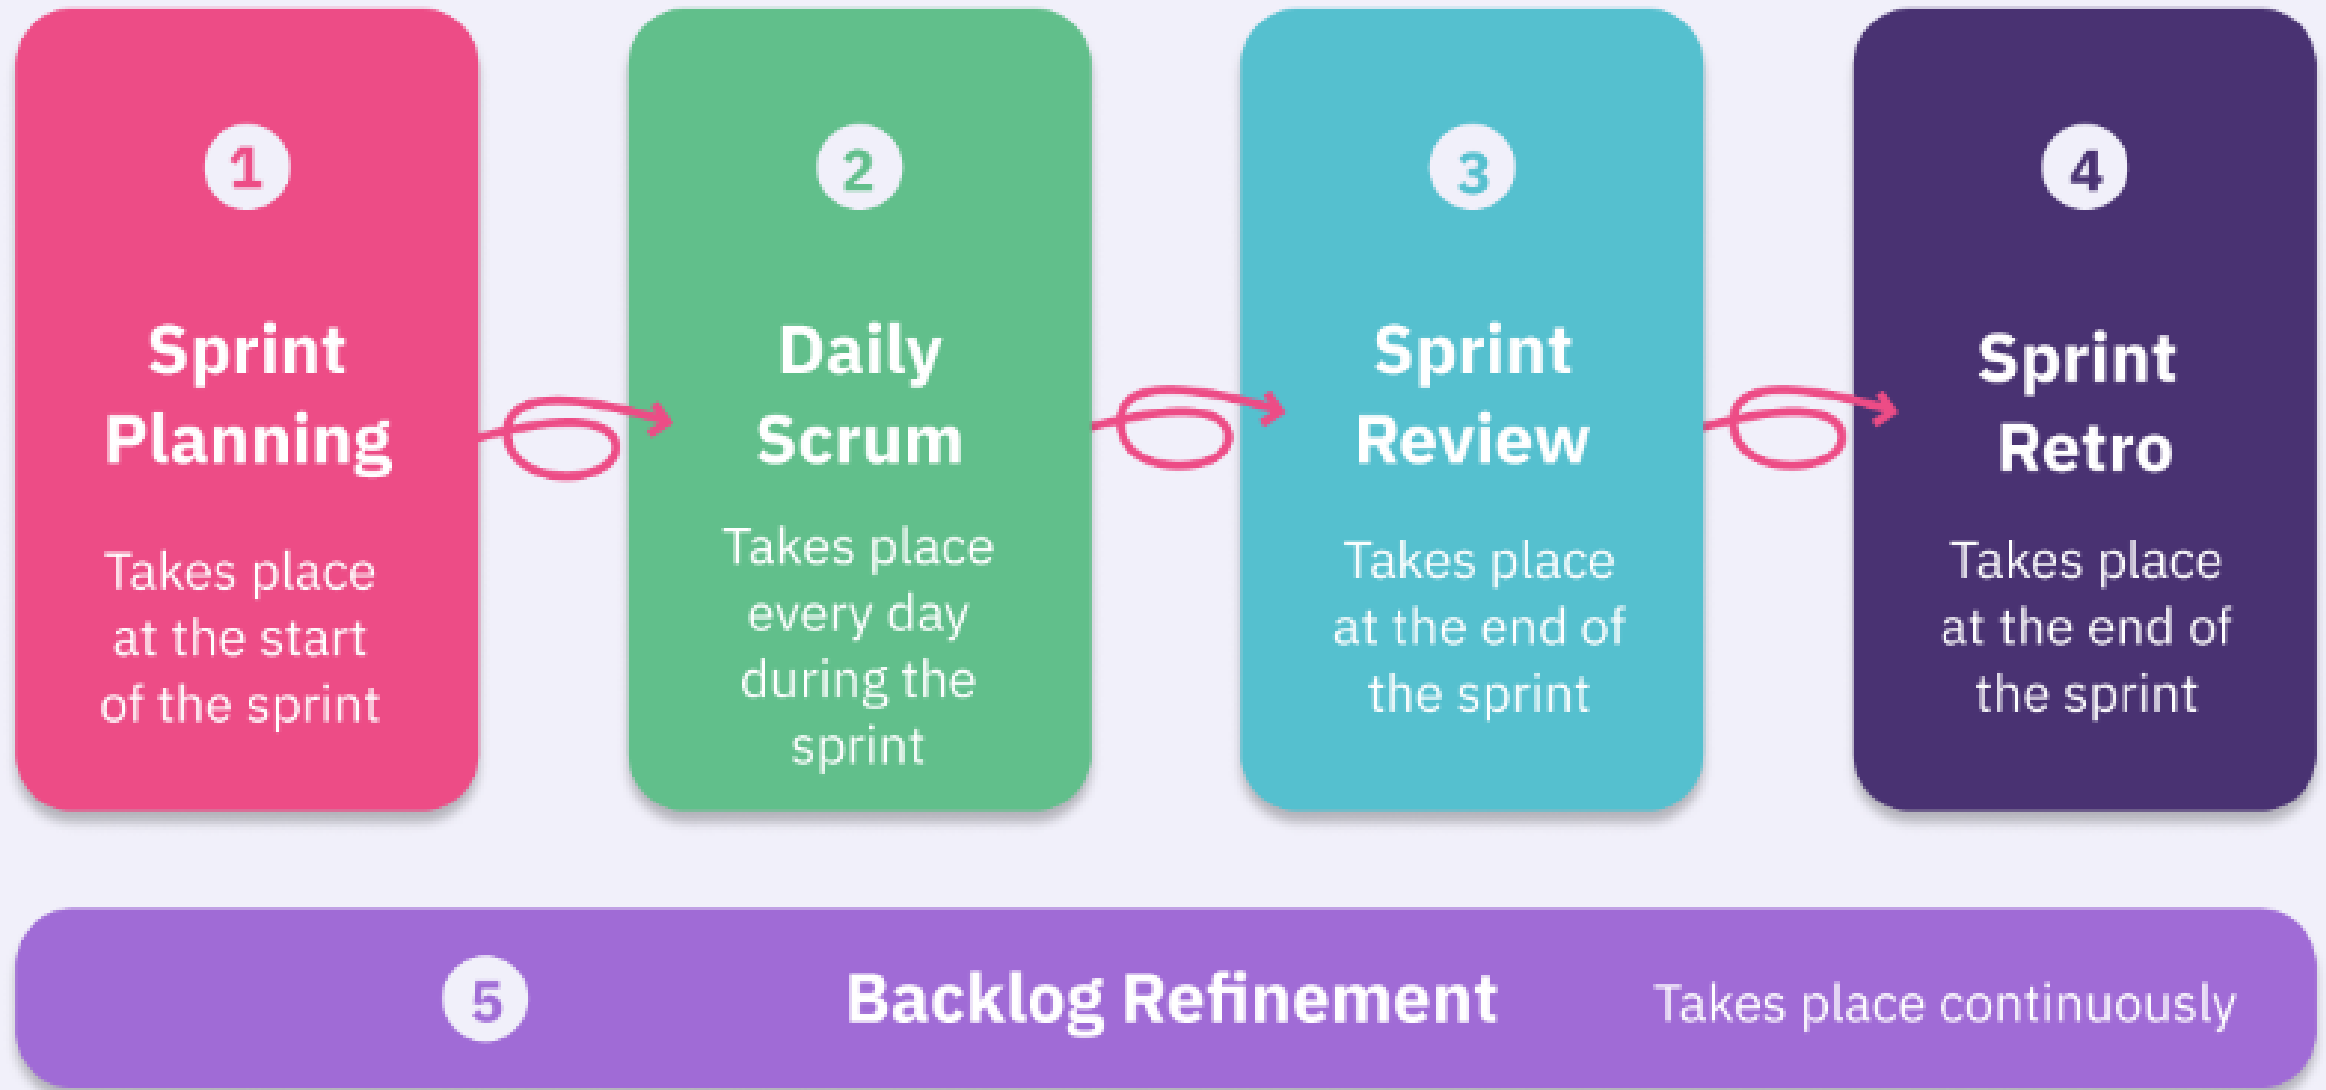 1
Sprint
Planning
Takes place
at the start
of the sprint
2
Daily
Scrum
Takes place
every day
during the
sprint
3
Sprint
Review
Takes place
at the end of
the sprint
4
Sprint
Retro
Takes place
at the end of
the sprint
5
Backlog Refinement
Takes place continuously